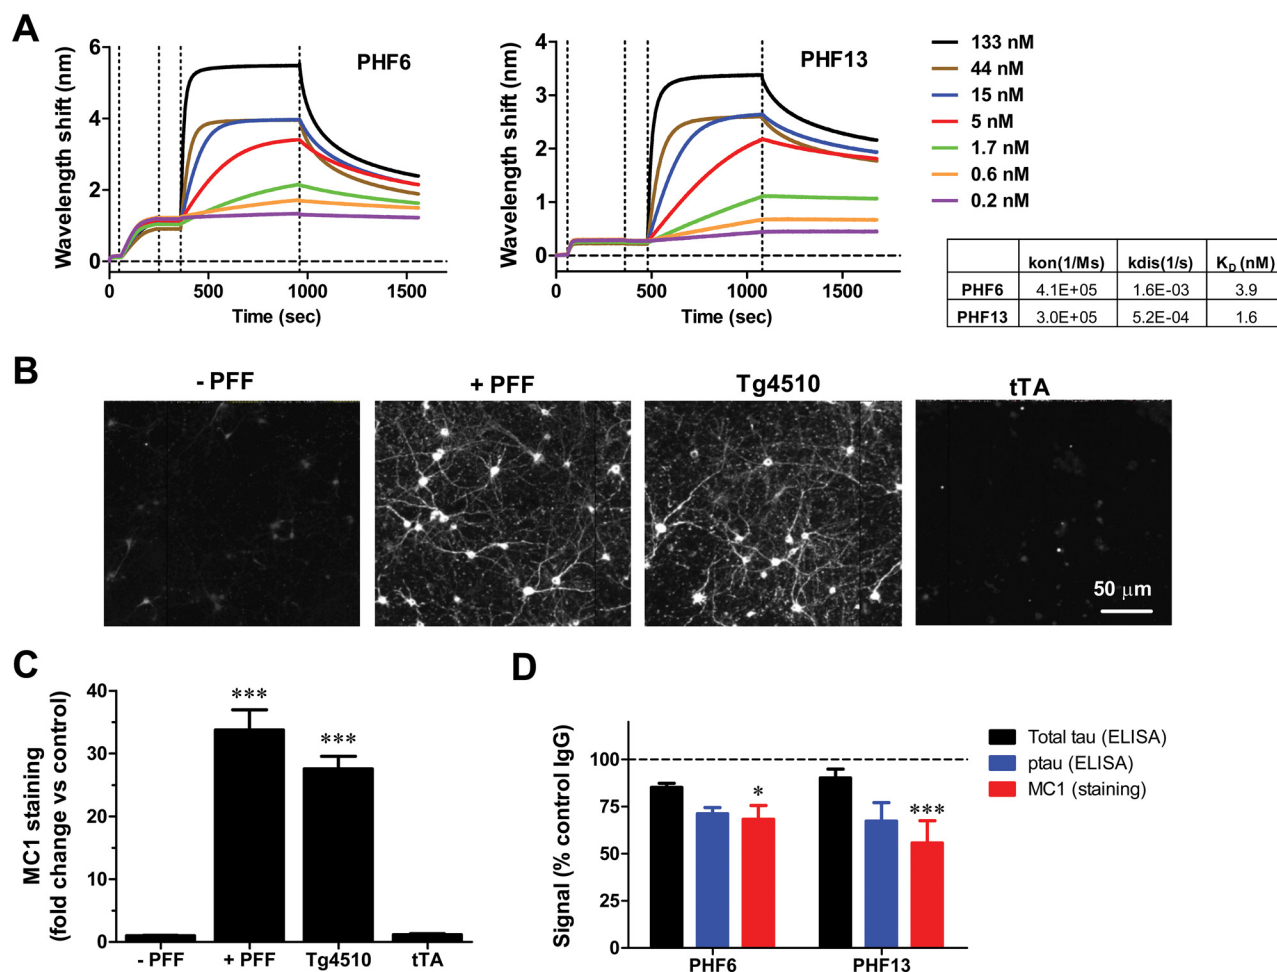 A
PHF6
Wavelength shift (nm)
6
4
2
0
0 500 1000 1500
Time (sec)
PHF13
Wavelength shift (nm)
4
3
2
1
0
0 500 1000 1500
Time (sec)
133 nM
44 nM
15 nM
5 nM
1.7 nM
0.6 nM
0.2 nM
kon(1/Ms) kdis(1/s) KD (nM)
PHF6 4.1E+05 1.6E-03 3.9
PHF13 3.0E+05 5.2E-04 1.6
B
- PFF + PFF Tg4510 tTA
50 μm
C
MC1 staining
(fold change vs control)
40
30
20
10
0
*** ***
- PFF + PFF Tg4510 tTA
D
Signal (% control IgG)
100
75
50
25
0
* ***
PHF6 PHF13
Total tau (ELISA)
ptau (ELISA)
MC1 (staining)